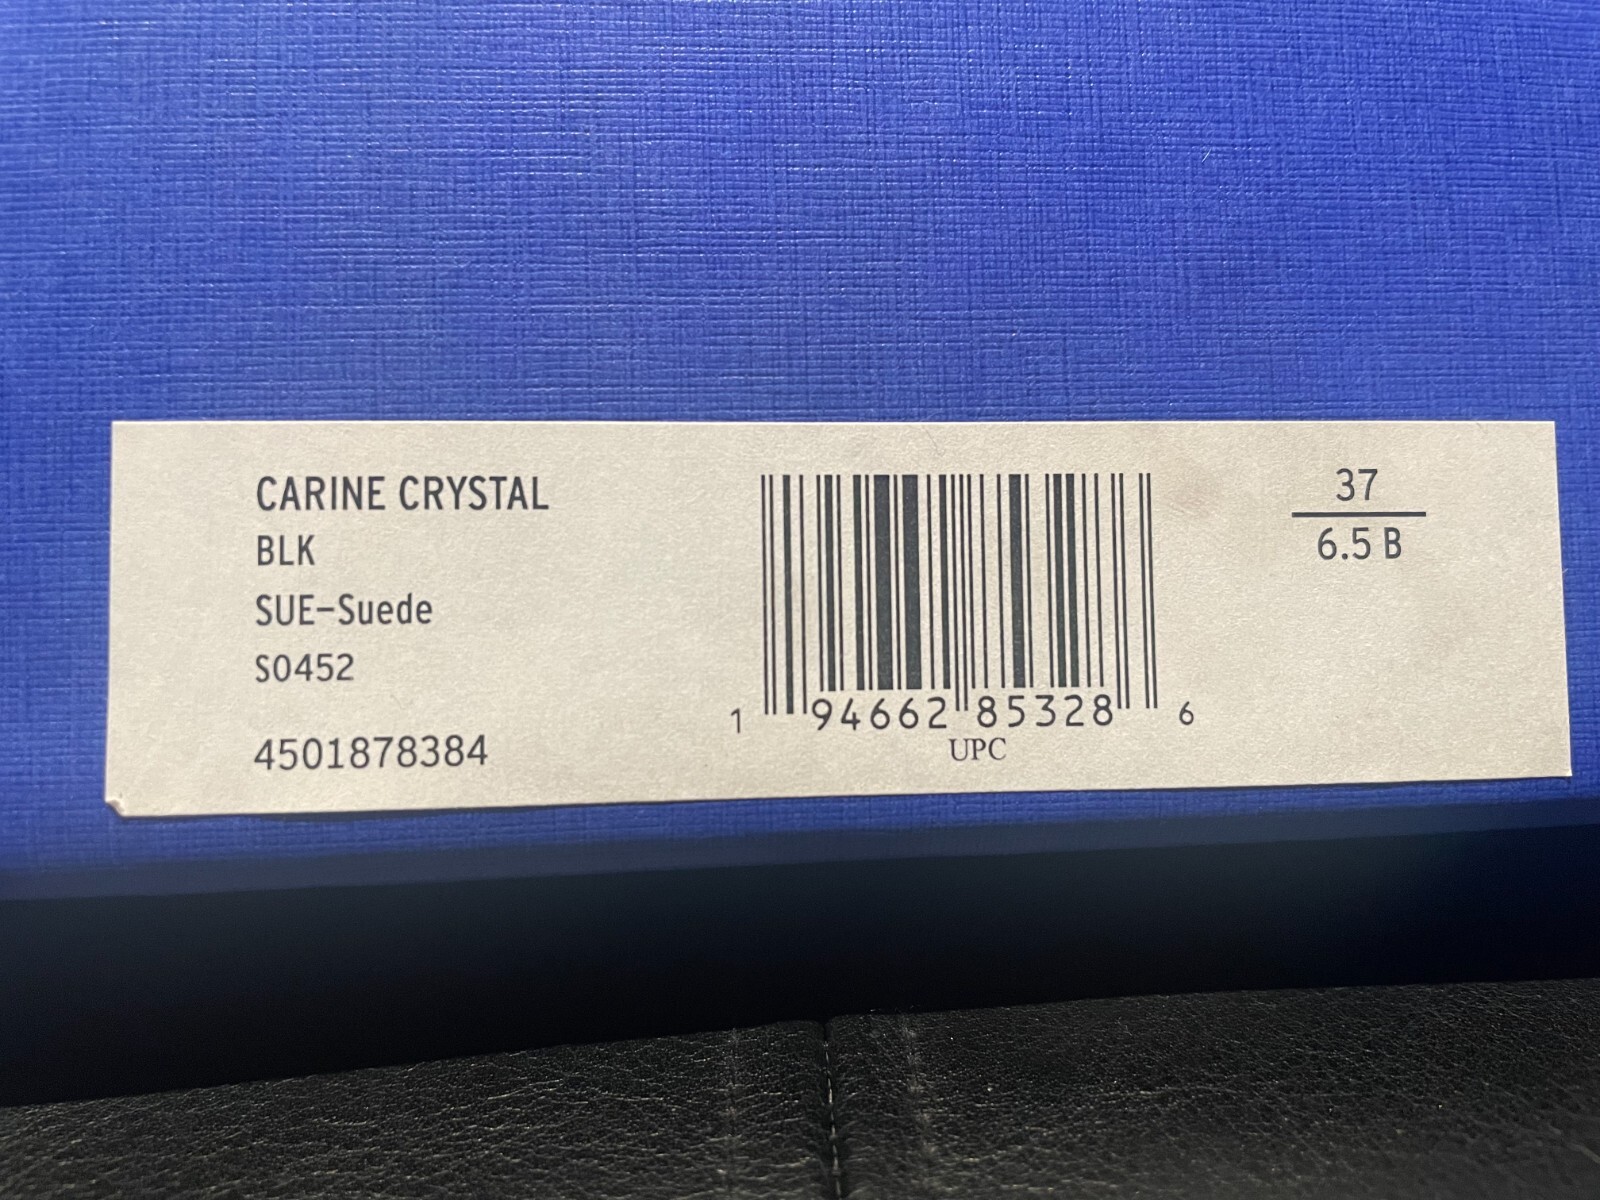 CARINE CRYSTAL
BLK
SUE-Suede
S0452
4501878384
1 94662 85328 6
UPC
37
6.5 B